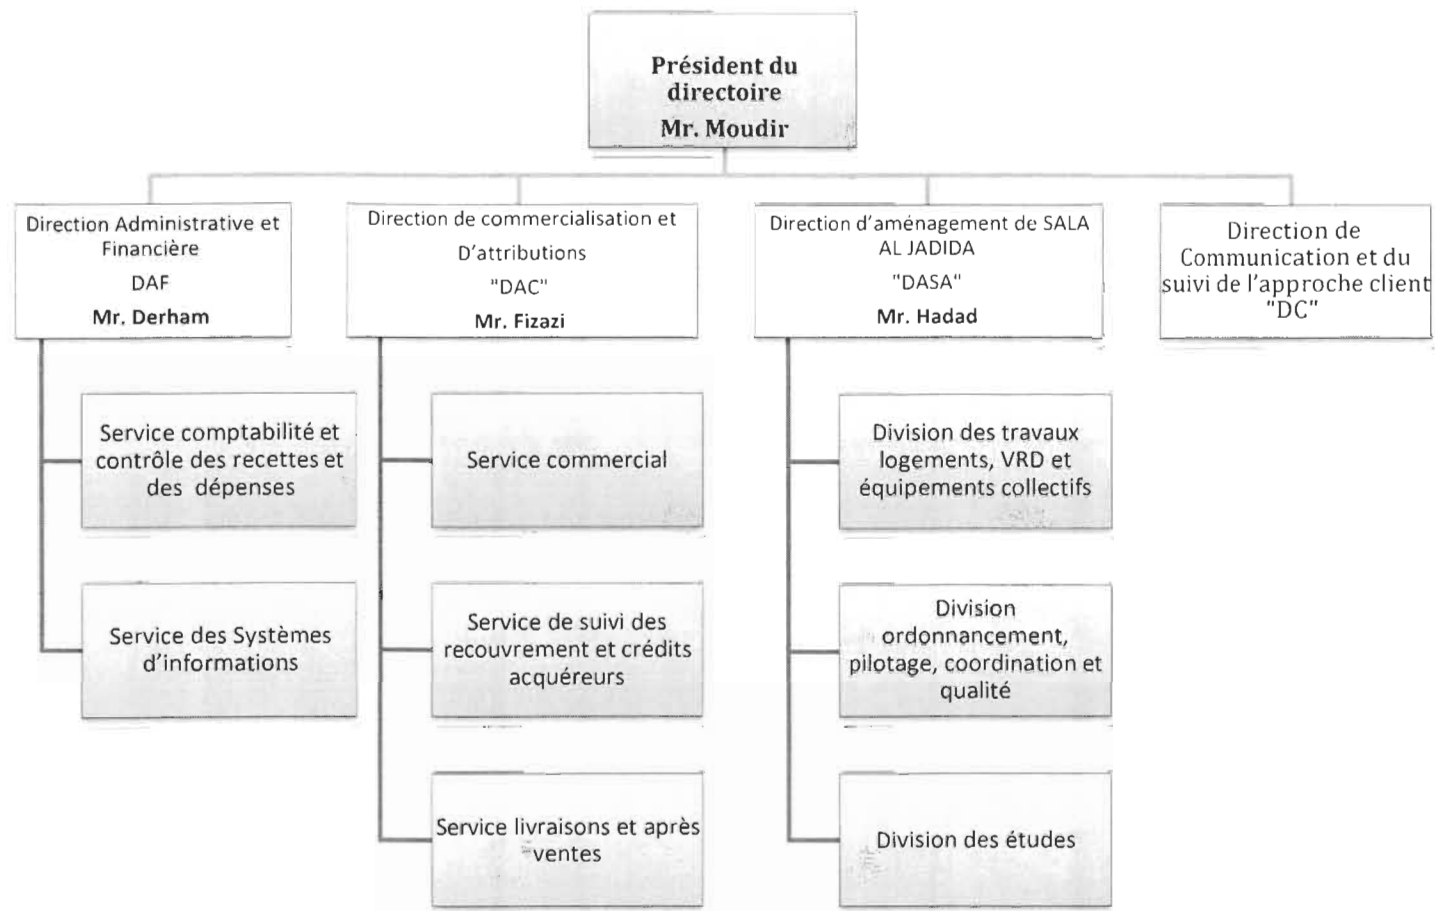 Président du
directoire
Mr. Moudir
Direction Administrative et
Financière
DAF
Mr. Derham
Direction de commercialisation et
D'attributions
"DAC"
Mr. Fizazi
Direction d'aménagement de SALA
AL JADIDA
"DASA"
Mr. Hadad
Direction de
Communication et du
suivi de l'approche client
"DC"
Service comptabilité et
contrôle des recettes et
des dépenses
Service des Systèmes
d'informations
Service commercial
Service de suivi des
recouvrement et crédits
acquéreurs
Service livraisons et après
ventes
Division des travaux
logements, VRD et
équipements collectifs
Division
ordonnancement,
pilotage, coordination et
qualité
Division des études